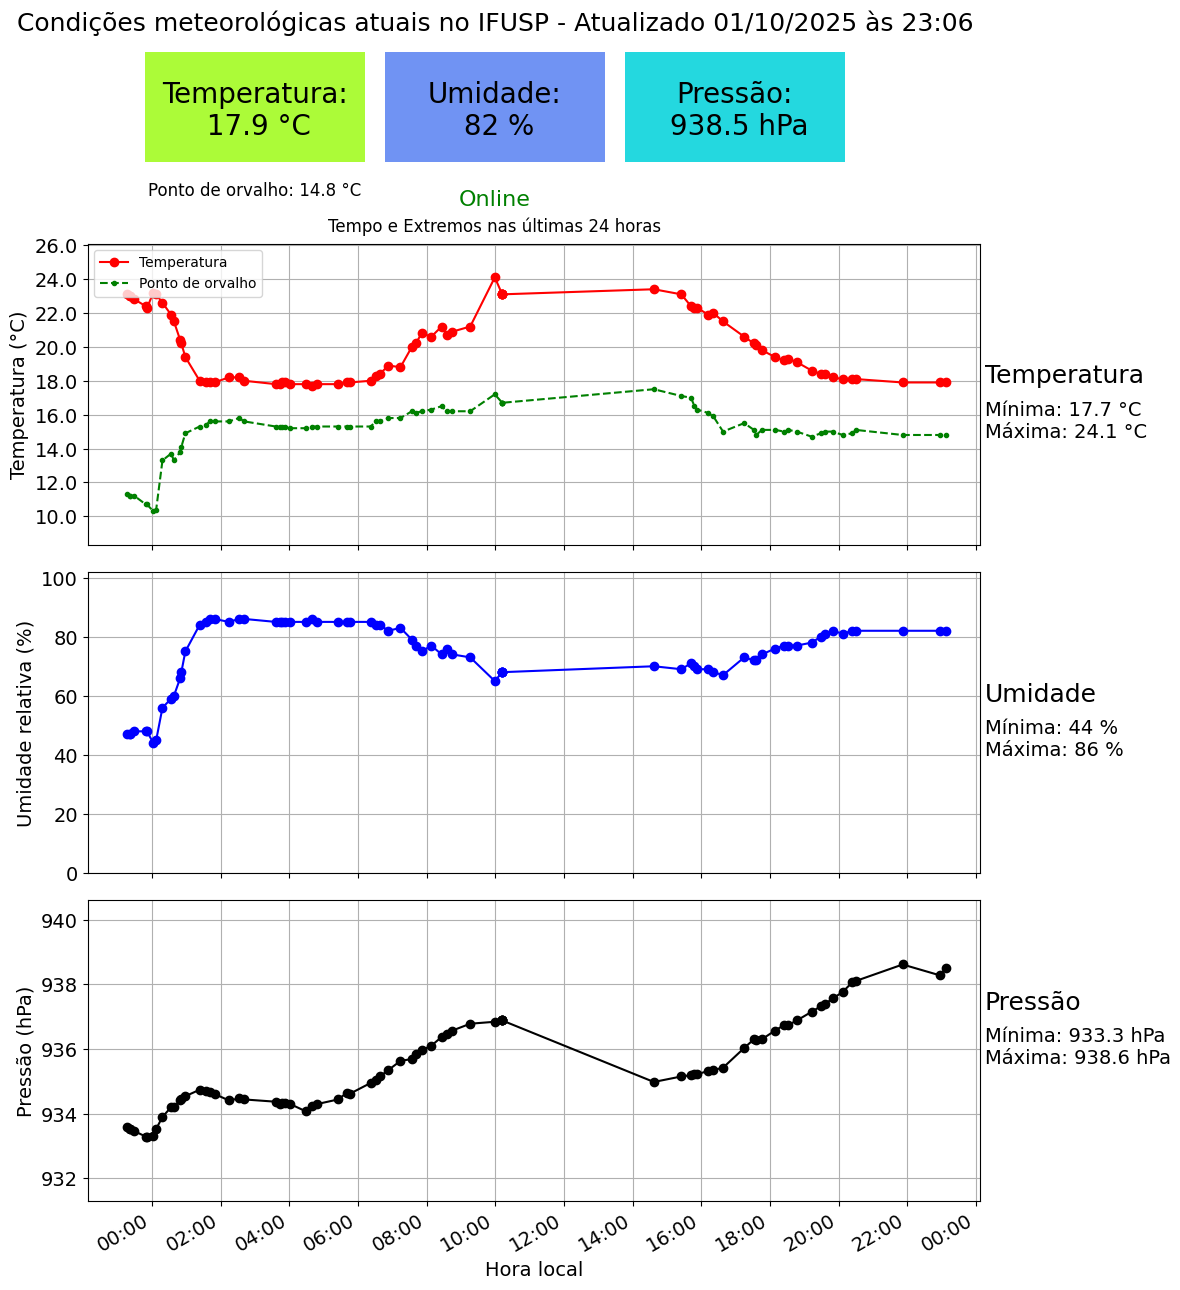 Condições meteorológicas atuais no IFUSP - Atualizado 01/10/2025 às 23:06
Temperatura:
17.9 °C
Umidade:
82 %
Pressão:
938.5 hPa
Ponto de orvalho: 14.8 °C
Online
Tempo e Extremos nas últimas 24 horas
Temperatura (°C)
26.0
24.0
22.0
20.0
18.0
16.0
14.0
12.0
10.0
Temperatura
Ponto de orvalho
Temperatura
Mínima: 17.7 °C
Máxima: 24.1 °C
Umidade relativa (%)
100
80
60
40
20
0
Umidade
Mínima: 44 %
Máxima: 86 %
Pressão (hPa)
940
938
936
934
932
Pressão
Mínima: 933.3 hPa
Máxima: 938.6 hPa
00:00
02:00
04:00
06:00
08:00
10:00
12:00
14:00
16:00
18:00
20:00
22:00
00:00
Hora local